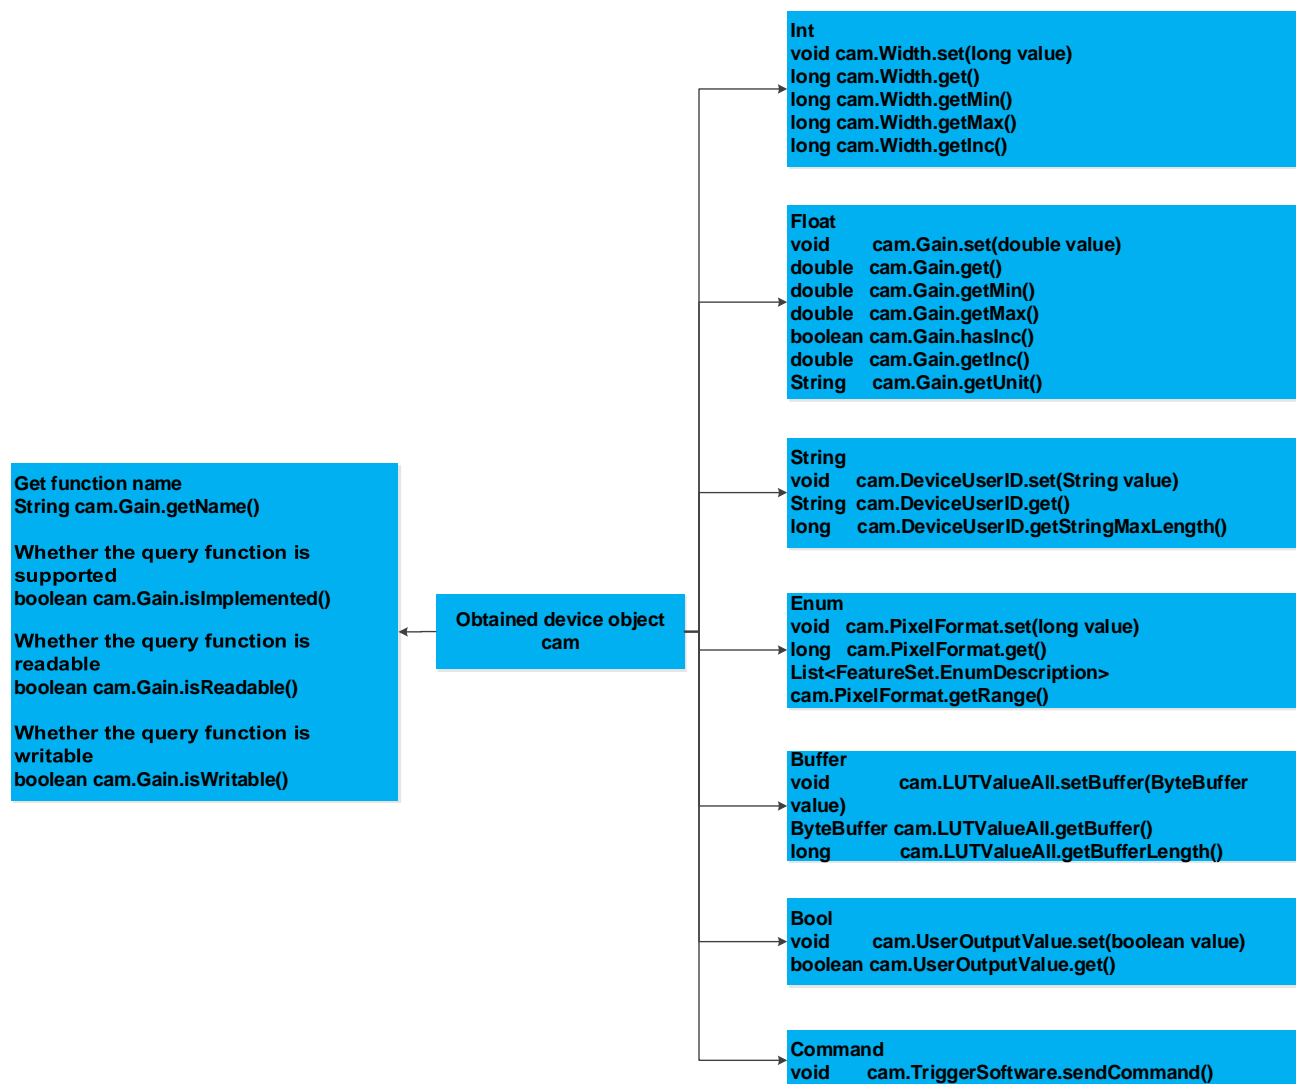 Int
void cam.Width.set(long value)
long cam.Width.get()
long cam.Width.getMin()
long cam.Width.getMax()
long cam.Width.getInc()
Float
void cam.Gain.set(double value)
double cam.Gain.get()
double cam.Gain.getMin()
double cam.Gain.getMax()
boolean cam.Gain.hasInc()
double cam.Gain.getInc()
String cam.Gain.getUnit()
String
void cam.DeviceUserID.set(String value)
String cam.DeviceUserID.get()
long cam.DeviceUserID.getStringMaxLength()
Get function name
String cam.Gain.getName()
Whether the query function is
supported
boolean cam.Gain.isImplemented()
Whether the query function is
readable
boolean cam.Gain.isReadable()
Whether the query function is
writable
boolean cam.Gain.isWritable()
Obtained device object
cam
Enum
void cam.PixelFormat.set(long value)
long cam.PixelFormat.get()
List<FeatureSet.EnumDescription>
cam.PixelFormat.getRange()
Buffer
void cam.LUTValueAll.setBuffer(ByteBuffer
value)
ByteBuffer cam.LUTValueAll.getBuffer()
long cam.LUTValueAll.getBufferLength()
Bool
void cam.UserOutputValue.set(boolean value)
boolean cam.UserOutputValue.get()
Command
void cam.TriggerSoftware.sendCommand()